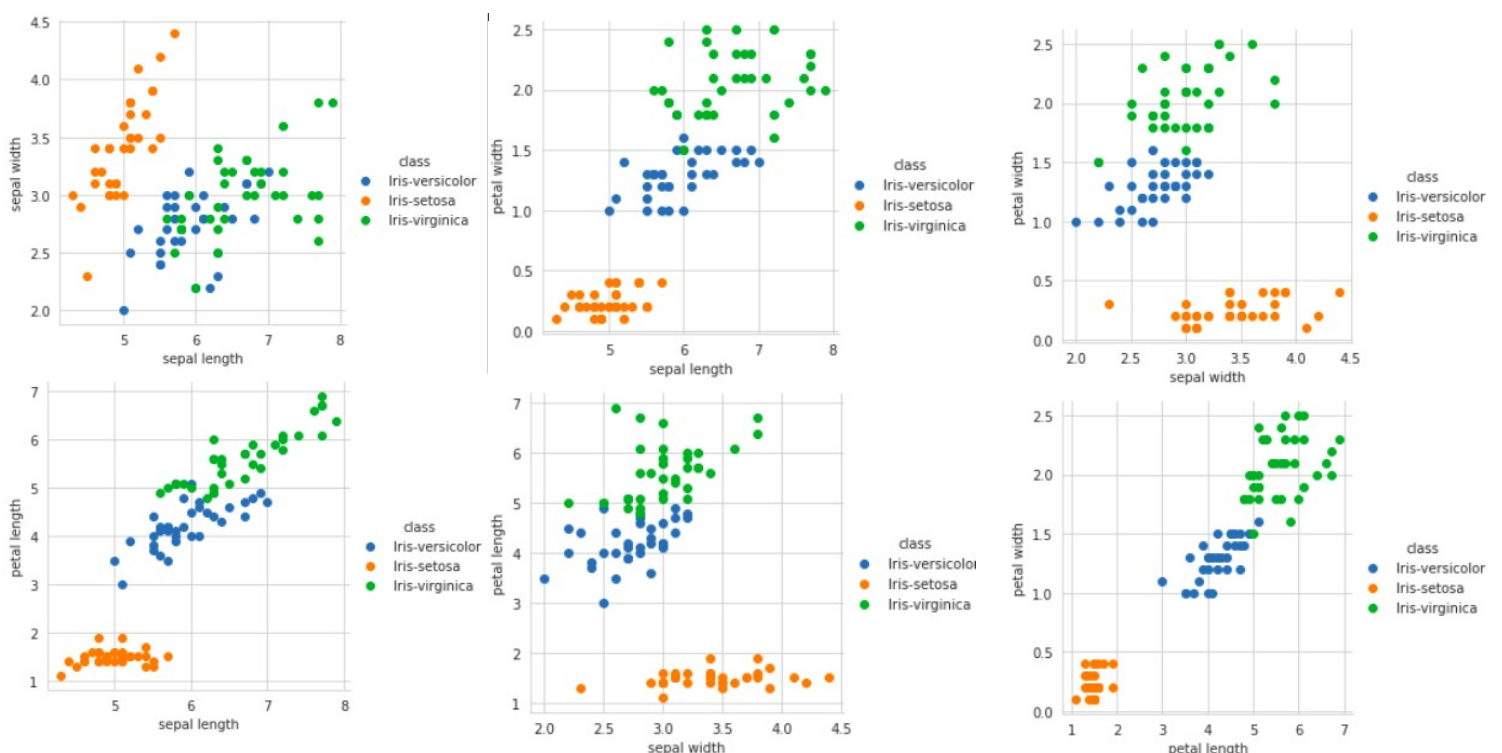 4.5
4.0
3.5
3.0
2.5
2.0
sepal width
5 6 7 8
sepal length
class
Iris-versicolor
Iris-setosa
Iris-virginica
2.5
2.0
1.5
1.0
0.5
0.0
petal width
5 6 7 8
sepal length
class
Iris-versicolor
Iris-setosa
Iris-virginica
2.5
2.0
1.5
1.0
0.5
0.0
petal width
2.0 2.5 3.0 3.5 4.0 4.5
sepal width
class
Iris-versicolor
Iris-setosa
Iris-virginica
7
6
5
4
3
2
1
petal length
5 6 7 8
sepal length
class
Iris-versicolor
Iris-setosa
Iris-virginica
7
6
5
4
3
2
1
petal length
2.0 2.5 3.0 3.5 4.0 4.5
sepal width
class
Iris-versicolor
Iris-setosa
Iris-virginica
2.5
2.0
1.5
1.0
0.5
0.0
petal width
1 2 3 4 5 6 7
petal length
class
Iris-versicolor
Iris-setosa
Iris-virginica